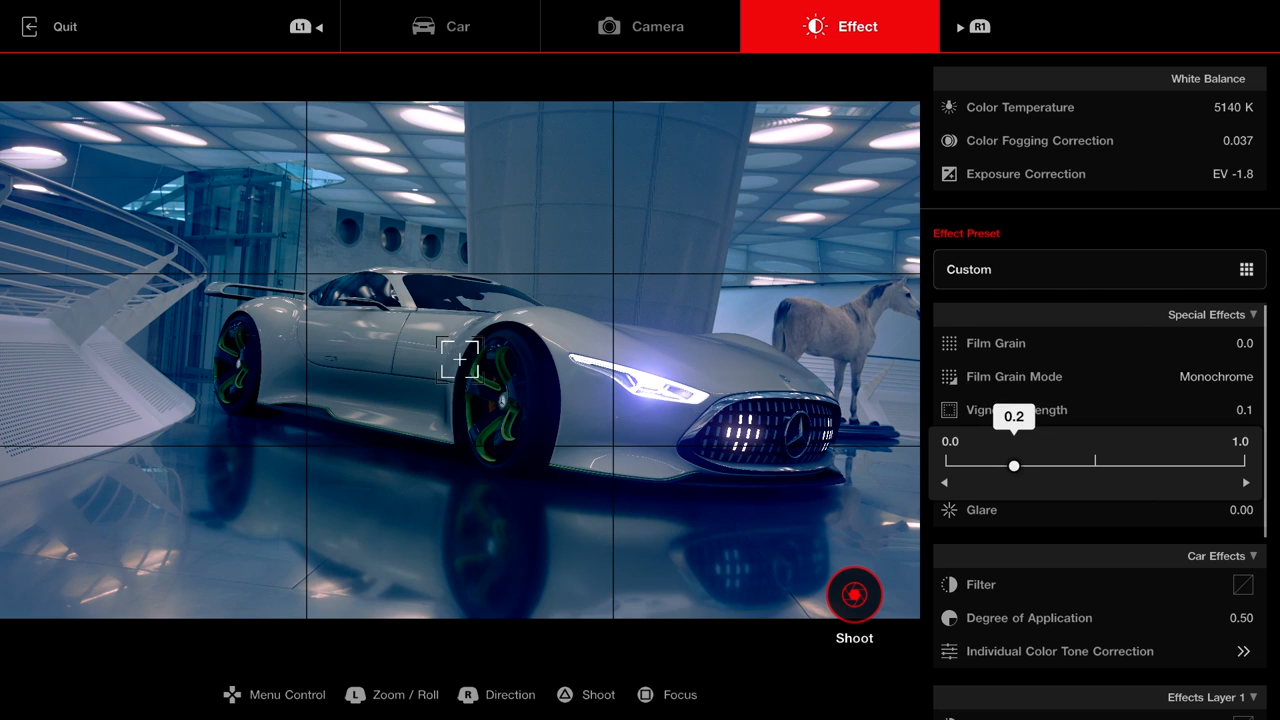 Quit
L1
Car
Camera
Effect
R1
White Balance
Color Temperature 5140 K
Color Fogging Correction 0.037
Exposure Correction EV -1.8
Effect Preset
Custom
Special Effects
Film Grain 0.0
Film Grain Mode Monochrome
0.1
0.2
0.0 1.0
Glare 0.00
Car Effects
Filter
Degree of Application 0.50
Individual Color Tone Correction
Effects Layer 1
Shoot
Menu Control
L Zoom / Roll
R Direction
Shoot
Focus